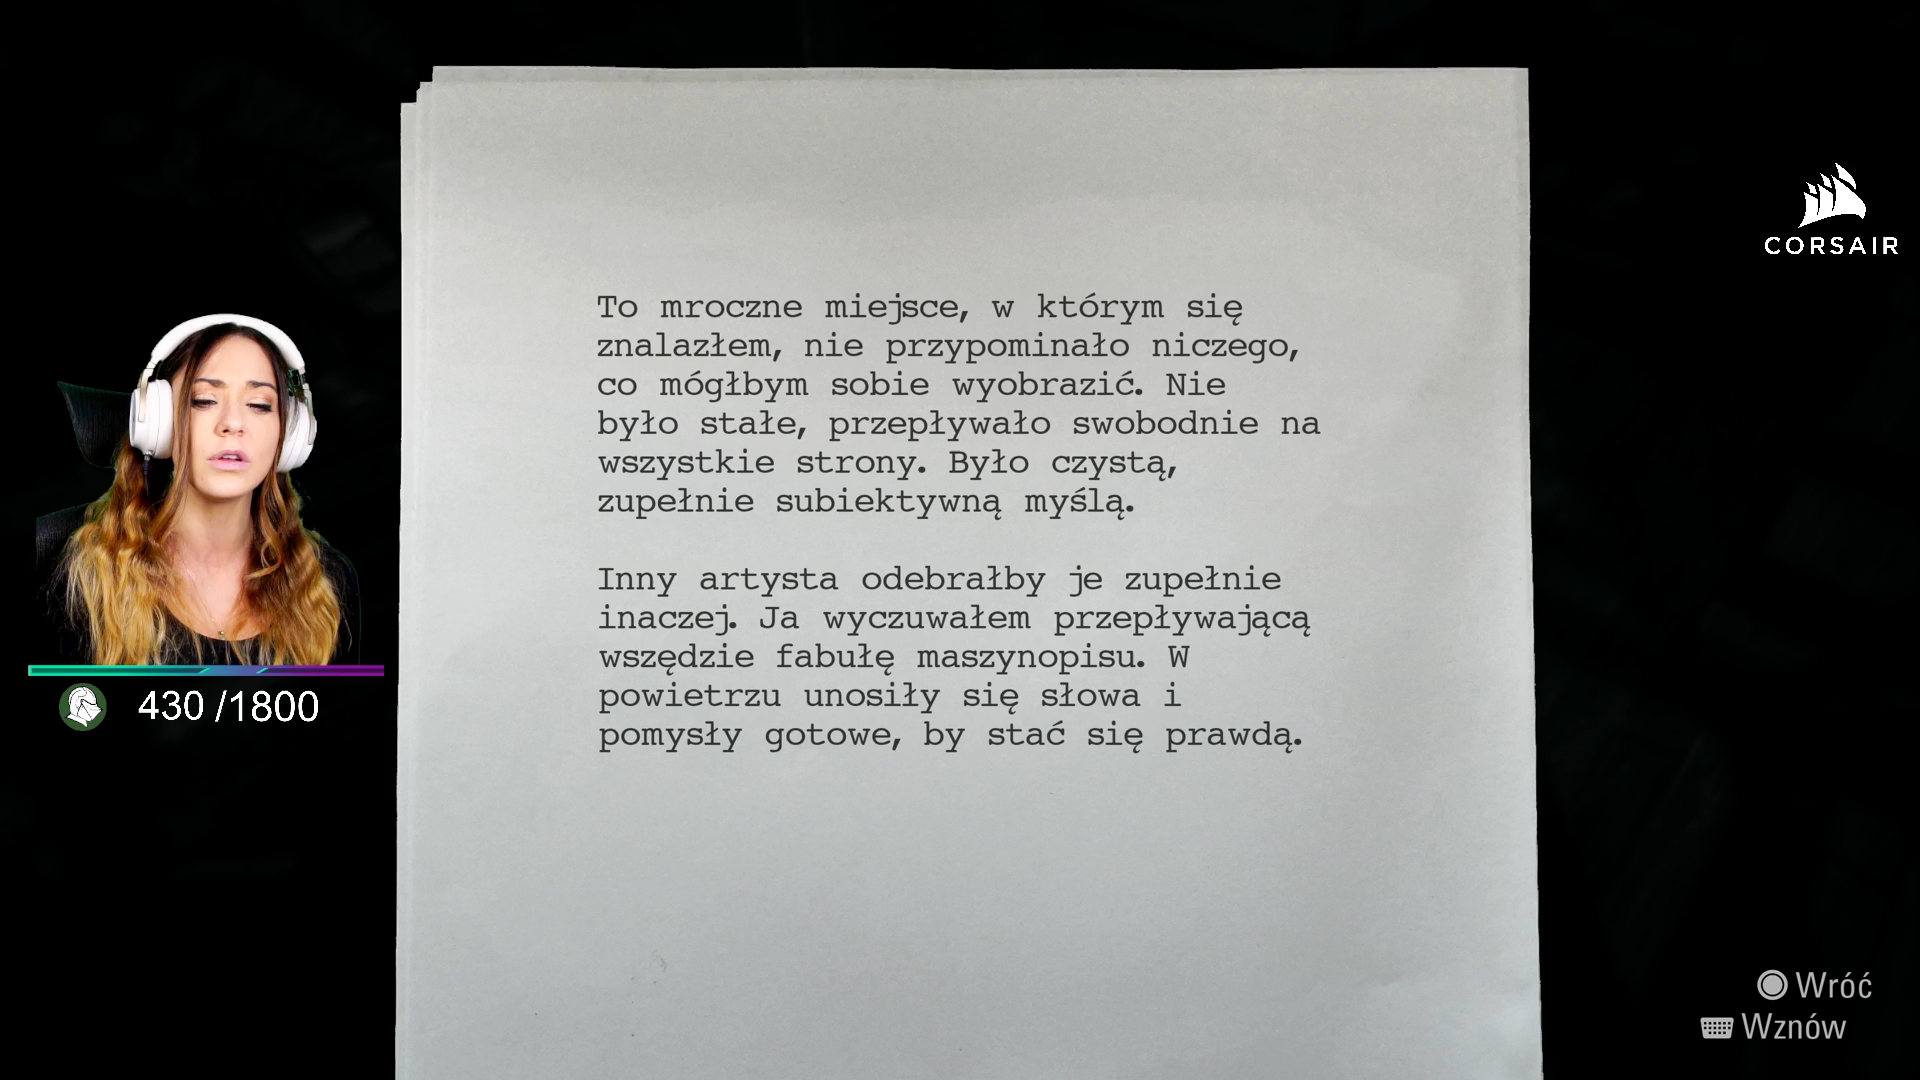 To mroczne miejsce, w którym się
znalazłem, nie przypominało niczego,
co mógłbym sobie wyobrazić. Nie
było stałe, przepływało swobodnie na
wszystkie strony. Było czystą,
zupełnie subiektywną myślą.
Inny artysta odebrałby je zupełnie
inaczej. Ja wyczuwałem przepływającą
wszędzie fabułę maszynopisu. W
powietrzu unosiły się słowa i
pomysły gotowe, by stać się prawdą.
CORSAIR
430 /1800
Wróć
Wznów